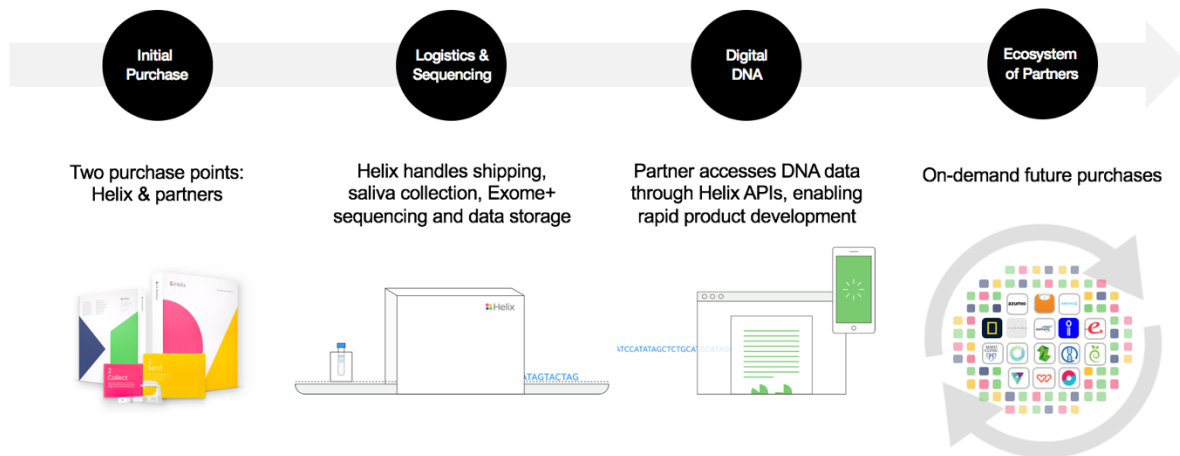 Initial
Purchase
Logistics &
Sequencing
Digital
DNA
Ecosystem
of Partners
Two purchase points:
Helix & partners
Helix handles shipping,
saliva collection, Exome+
sequencing and data storage
Partner accesses DNA data
through Helix APIs, enabling
rapid product development
On-demand future purchases
Helix
2
Collect
Send
Helix
ATAGTACTAG
ATCCATATAGCTCTGCAT
azumio